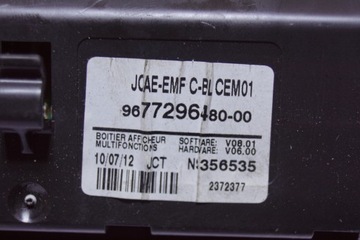 JCAE-EMF C-BL CEM01
9677296480-00
BOITIER AFFICHEUR SOFTWARE: V08.01
MULTIFONCTIONS HARDWARE: V06.00
10/07/12 JCT N:356535
2372377